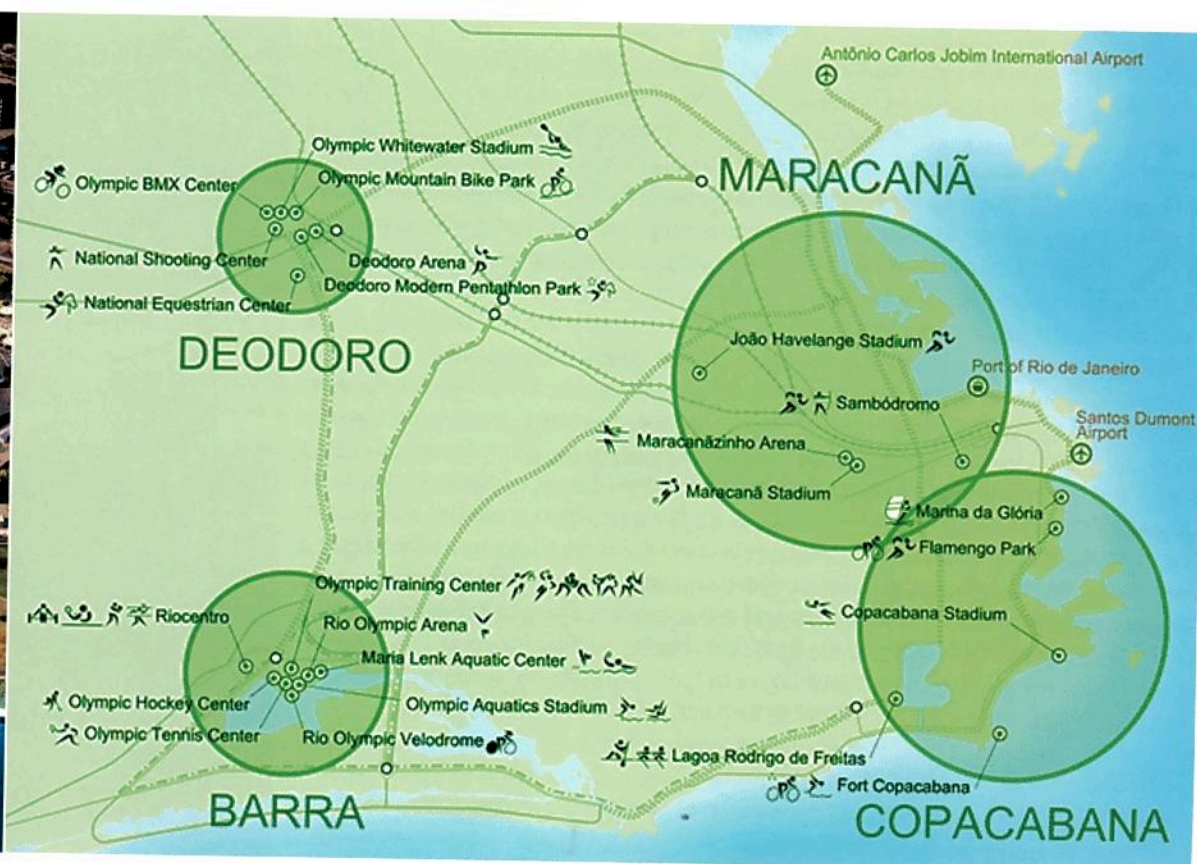 Antônio Carlos Jobim International Airport
Olympic Whitewater Stadium
Olympic BMX Center
Olympic Mountain Bike Park
MARACANÃ
National Shooting Center
Deodoro Arena
Deodoro Modern Pentathlon Park
National Equestrian Center
DEODORO
João Havelange Stadium
Port of Rio de Janeiro
Sambódromo
Santos Dumont
Airport
Maracanãzinho Arena
Maracanã Stadium
Marina da Glória
Flamengo Park
Olympic Training Center
Riocentro
Rio Olympic Arena
Copacabana Stadium
Maria Lenk Aquatic Center
Olympic Hockey Center
Olympic Aquatics Stadium
Olympic Tennis Center
Rio Olympic Velodrome
Lagoa Rodrigo de Freitas
Fort Copacabana
BARRA
COPACABANA